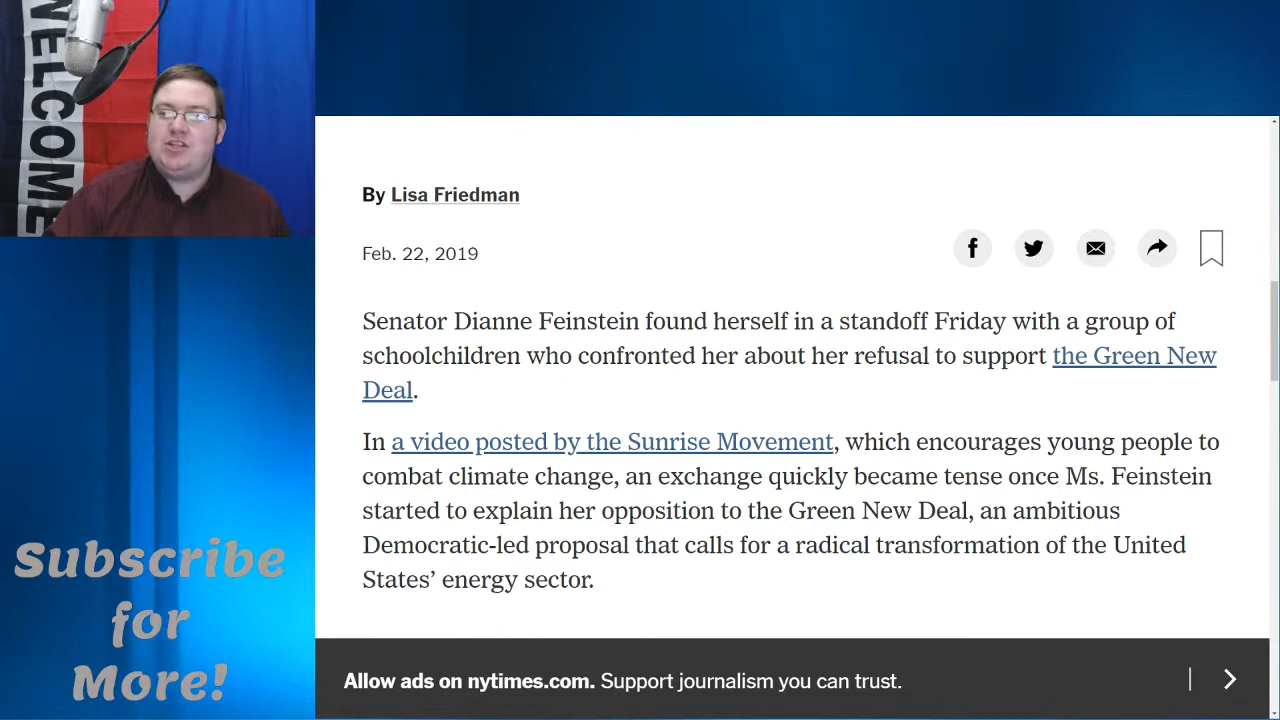 WELCOME
By Lisa Friedman
Feb. 22, 2019
Senator Dianne Feinstein found herself in a standoff Friday with a group of
schoolchildren who confronted her about her refusal to support the Green New
Deal.
In a video posted by the Sunrise Movement, which encourages young people to
combat climate change, an exchange quickly became tense once Ms. Feinstein
started to explain her opposition to the Green New Deal, an ambitious
Democratic-led proposal that calls for a radical transformation of the United
States’ energy sector.
Allow ads on nytimes.com. Support journalism you can trust.
Subscribe
for
More!